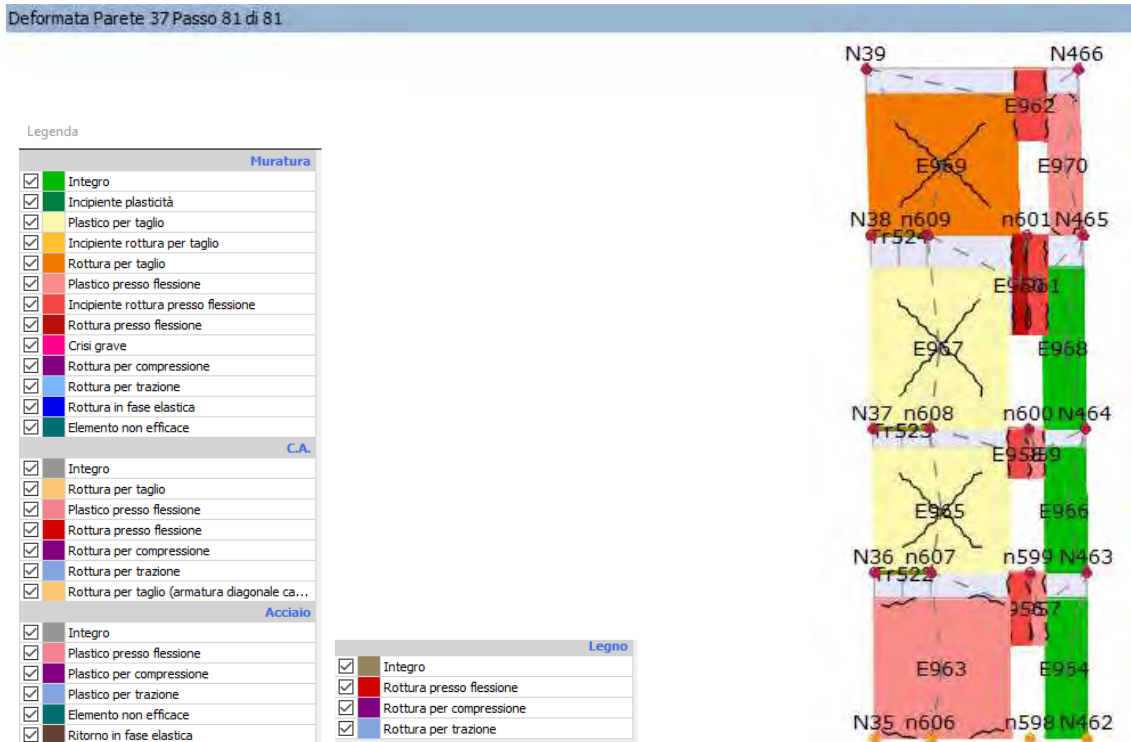 Deformata Parete 37 Passo 81 di 81
Legenda
Muratura
Integro
Incipiente plasticità
Plastico per taglio
Incipiente rottura per taglio
Rottura per taglio
Plastico presso flessione
Incipiente rottura presso flessione
Rottura presso flessione
Crisi grave
Rottura per compressione
Rottura per trazione
Rottura in fase elastica
Elemento non efficace
C.A.
Integro
Rottura per taglio
Plastico presso flessione
Rottura presso flessione
Rottura per compressione
Rottura per trazione
Rottura per taglio (armatura diagonale ca...
Acciaio
Integro
Plastico presso flessione
Plastico per compressione
Plastico per trazione
Elemento non efficace
Ritorno in fase elastica
Legno
Integro
Rottura presso flessione
Rottura per compressione
Rottura per trazione
N39 N466
E962
E969 E970
N38 n609 n601 N465
Tr524
E961
E967 E968
N37 n608 n600 N464
Tr523
E958
E965 E966
N36 n607 n599 N463
Tr522
E963 E964
N35 n606 n598 N462